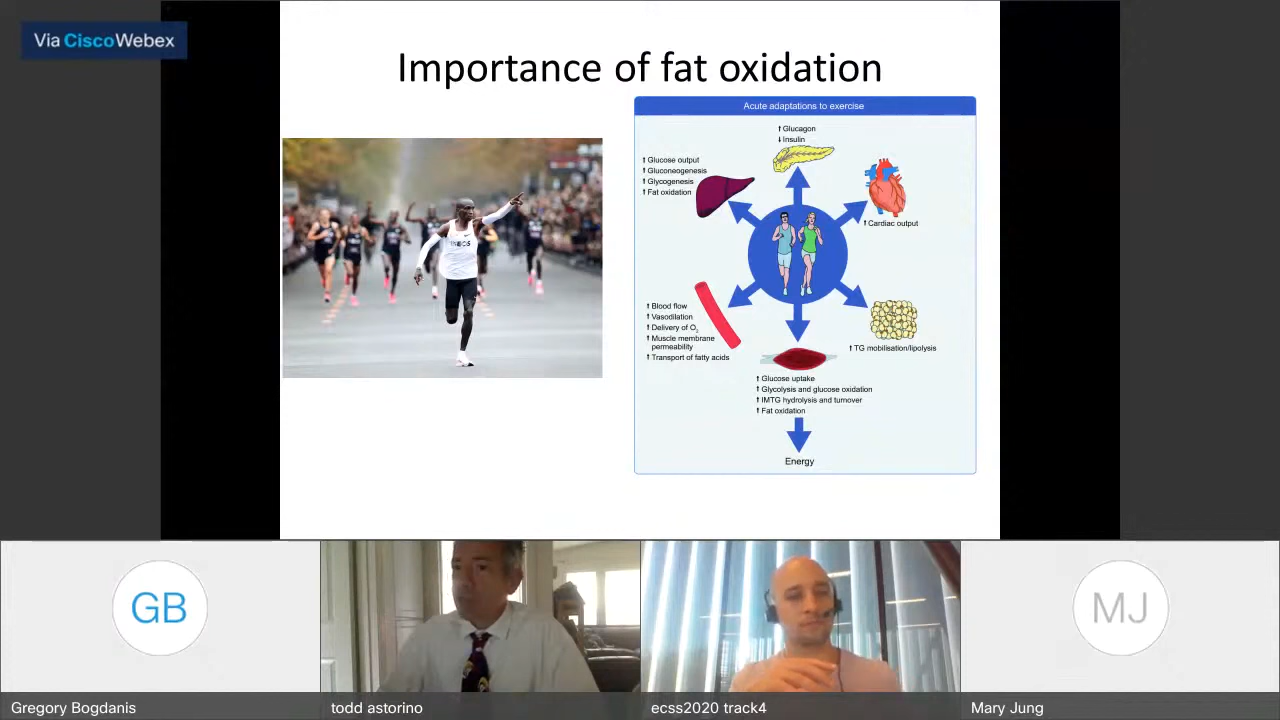 Via Cisco Webex
Importance of fat oxidation
Acute adaptations to exercise
↑ Glucagon
↓ Insulin
↑ Glucose output
↑ Gluconeogenesis
↑ Glycogenesis
↑ Fat oxidation
↑ Cardiac output
INEOS
↑ Blood flow
↑ Vasodilation
↑ Delivery of O₂
↑ Muscle membrane
permeability
↑ Transport of fatty acids
↑ TG mobilisation/lipolysis
↑ Glucose uptake
↑ Glycolysis and glucose oxidation
↑ IMTG hydrolysis and turnover
↑ Fat oxidation
Energy
GB
MJ
Gregory Bogdanis
todd astorino
ecss2020 track4
Mary Jung